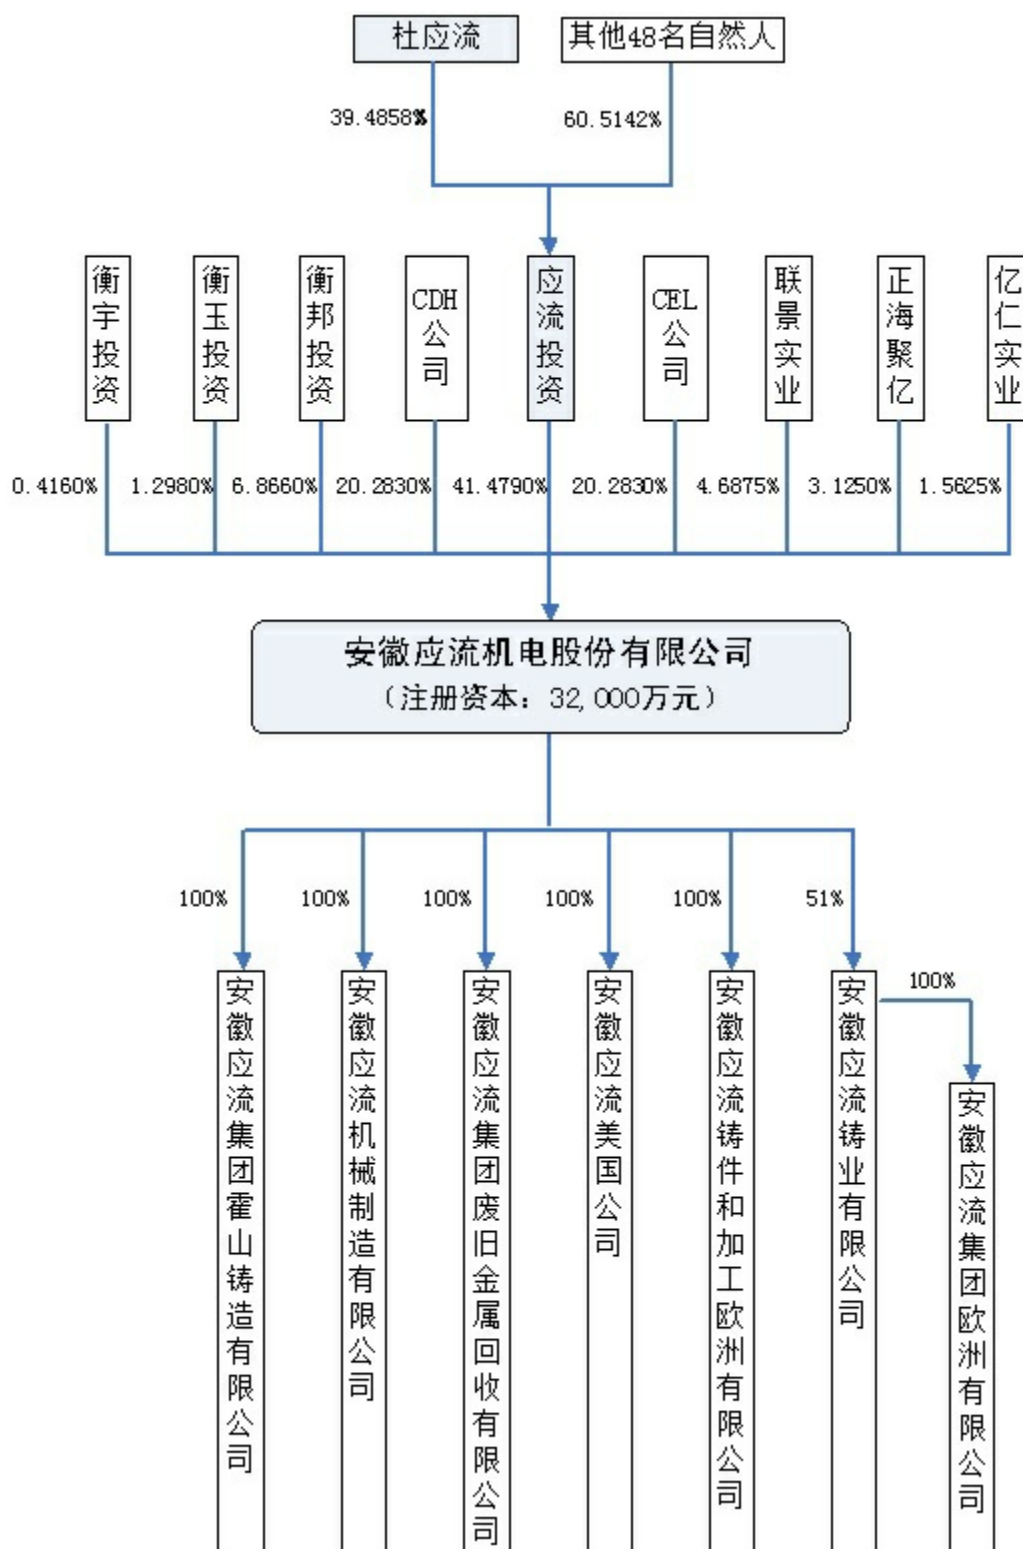 杜应流
其他48名自然人
39.4858%
60.5142%
衡宇投资
衡玉投资
衡邦投资
CDH公司
应流投资
CEL公司
联景实业
正海聚亿
亿仁实业
0.4160%
1.2980%
6.8660%
20.2830%
41.4790%
20.2830%
4.6875%
3.1250%
1.5625%
安徽应流机电股份有限公司
（注册资本：32,000万元）
100%
100%
100%
100%
100%
51%
100%
安徽应流集团霍山铸造有限公司
安徽应流机械制造有限公司
安徽应流集团废旧金属回收有限公司
安徽应流美国公司
安徽应流铸件和加工欧洲有限公司
安徽应流铸业有限公司
安徽应流集团欧洲有限公司